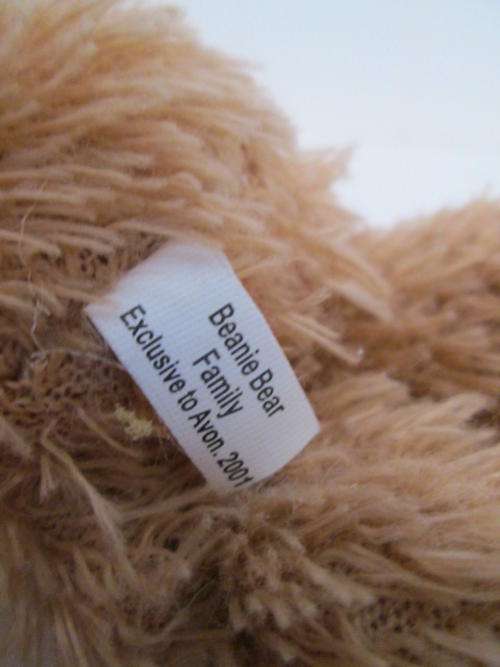 Beanie Bear
Family
Exclusive to Avon. 2001